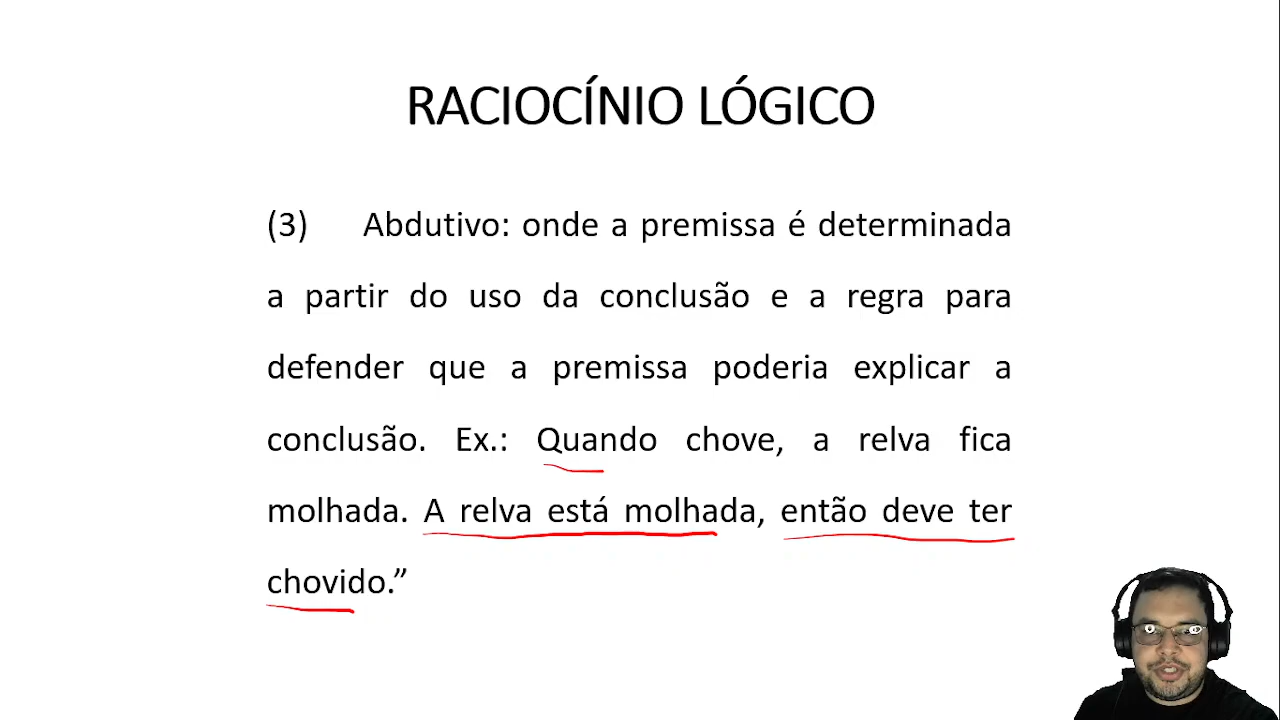 RACIOCÍNIO LÓGICO
(3) Abdutivo: onde a premissa é determinada
a partir do uso da conclusão e a regra para
defender que a premissa poderia explicar a
conclusão. Ex.: Quando chove, a relva fica
molhada. A relva está molhada, então deve ter
chovido.”